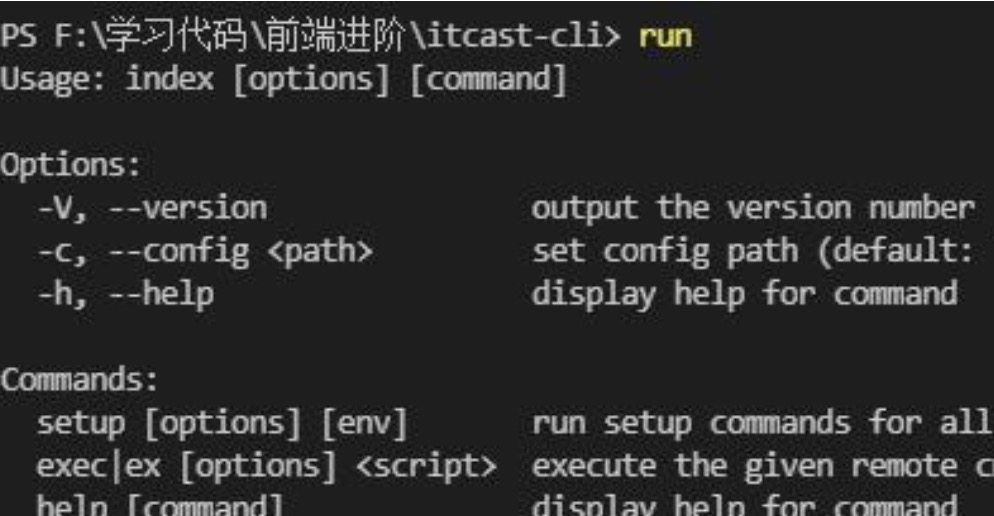 PS F:\学习代码\前端进阶\itcast-cli> run
Usage: index [options] [command]
Options:
-V, --version output the version number
-c, --config <path> set config path (default:
-h, --help display help for command
Commands:
setup [options] [env] run setup commands for all
exec|ex [options] <script> execute the given remote
help [command] display help for command